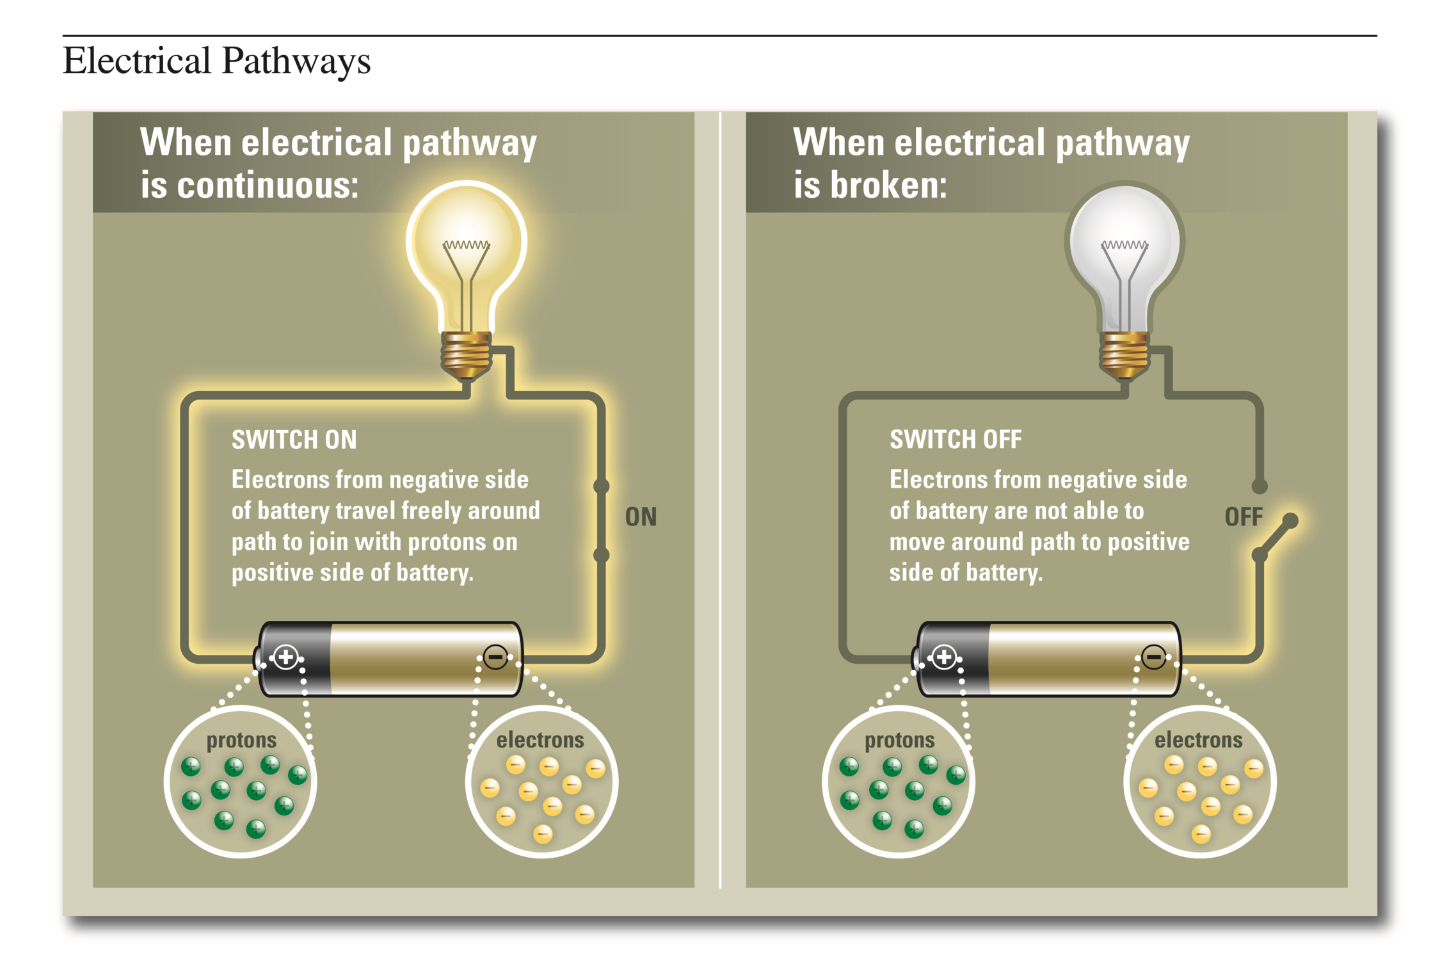 Electrical Pathways
When electrical pathway
is continuous:
SWITCH ON
Electrons from negative side
of battery travel freely around
path to join with protons on
positive side of battery.
ON
protons
electrons
When electrical pathway
is broken:
SWITCH OFF
Electrons from negative side
of battery are not able to
move around path to positive
side of battery.
OFF
protons
electrons